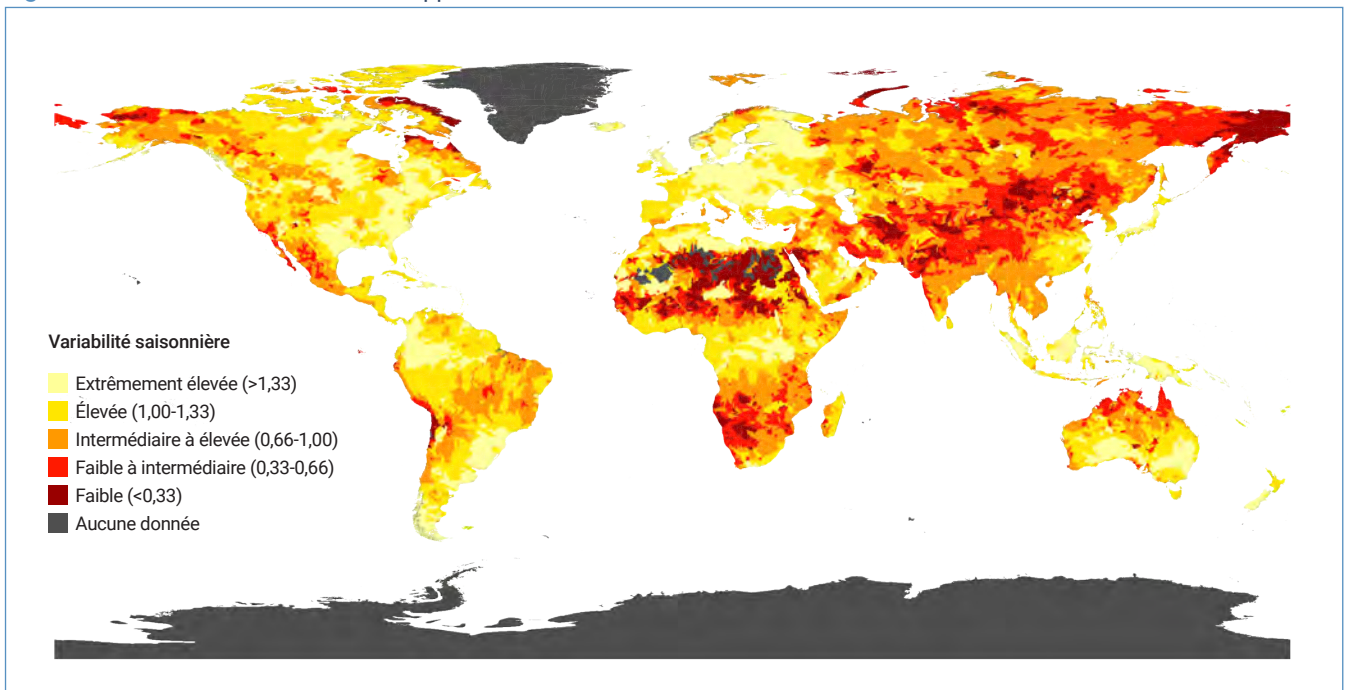 Variabilité saisonnière
Extrêmement élevée (>1,33)
Élevée (1,00-1,33)
Intermédiaire à élevée (0,66-1,00)
Faible à intermédiaire (0,33-0,66)
Faible (<0,33)
Aucune donnée